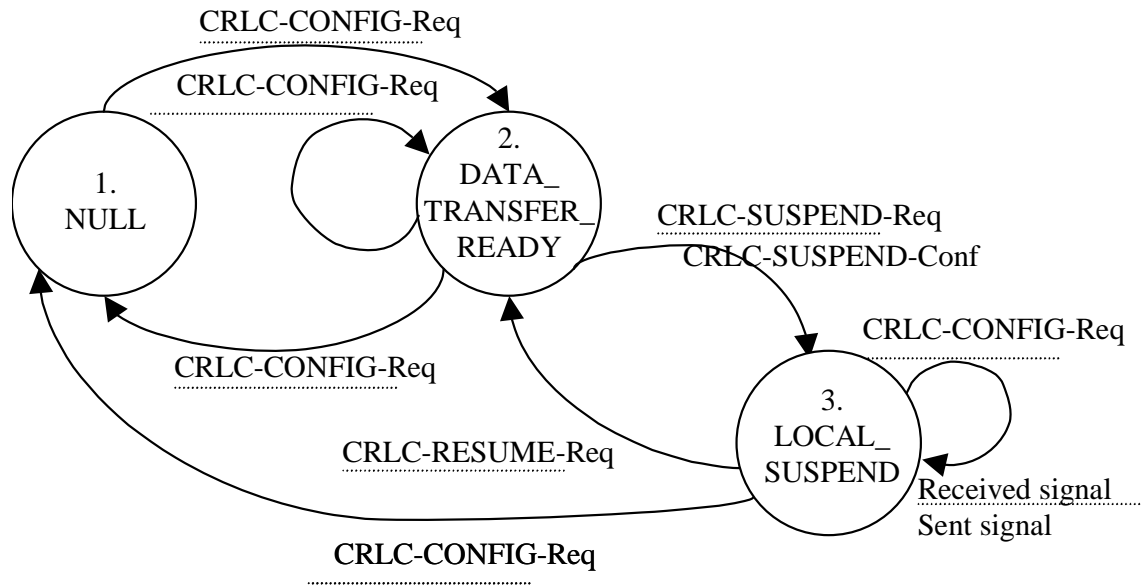 CRLC-CONFIG-Req
CRLC-CONFIG-Req
1.
NULL
2.
DATA_
TRANSFER_
READY
CRLC-SUSPEND-Req
CRLC-SUSPEND-Conf
CRLC-CONFIG-Req
CRLC-CONFIG-Req
3.
LOCAL_
SUSPEND
CRLC-RESUME-Req
Received signal
Sent signal
CRLC-CONFIG-Req